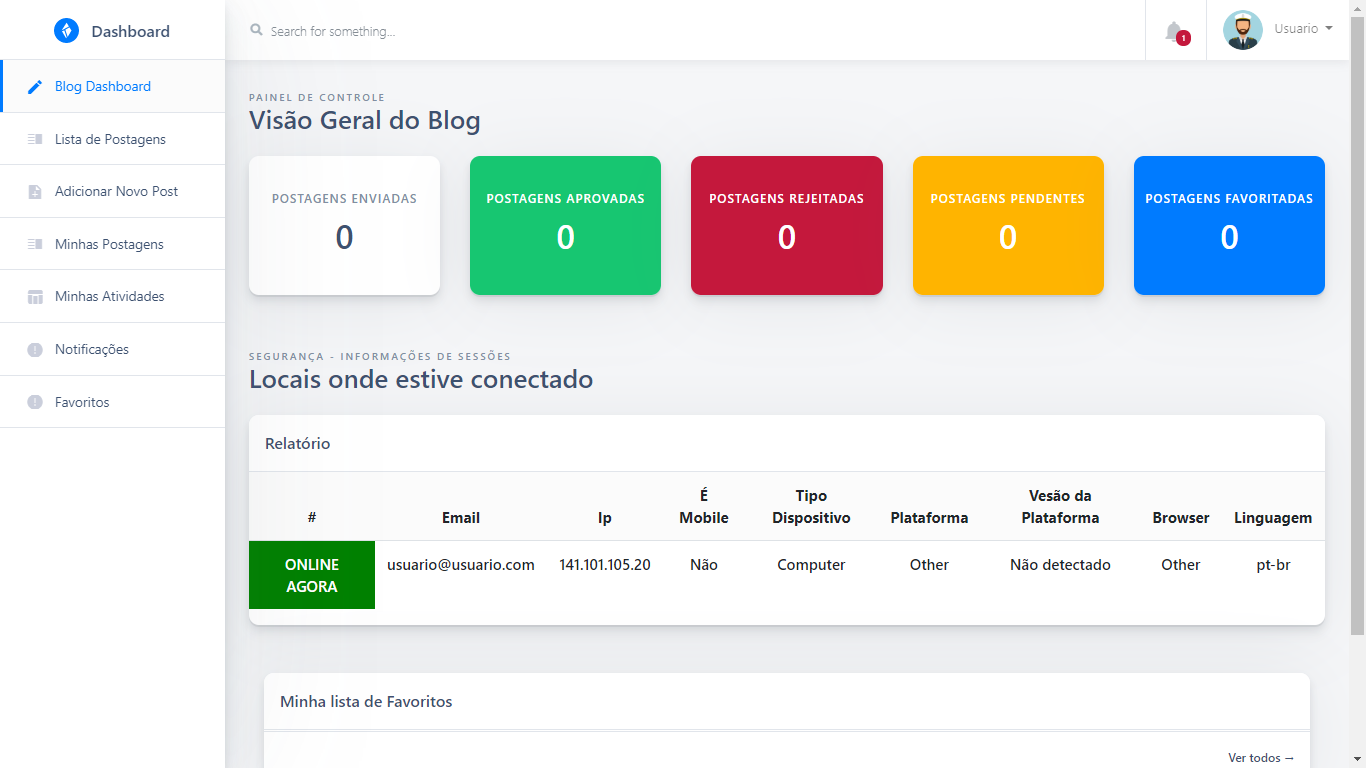 Dashboard
Search for something...
1
Usuario
Blog Dashboard
Lista de Postagens
Adicionar Novo Post
Minhas Postagens
Minhas Atividades
Notificações
Favoritos
PAINEL DE CONTROLE
Visão Geral do Blog
POSTAGENS ENVIADAS
0
POSTAGENS APROVADAS
0
POSTAGENS REJEITADAS
0
POSTAGENS PENDENTES
0
POSTAGENS FAVORITADAS
0
SEGURANÇA - INFORMAÇÕES DE SESSÕES
Locais onde estive conectado
Relatório
# Email Ip É Mobile Tipo Dispositivo Plataforma Vesão da Plataforma Browser Linguagem
ONLINE AGORA usuario@usuario.com 141.101.105.20 Não Computer Other Não detectado Other pt-br
Minha lista de Favoritos
Ver todos →